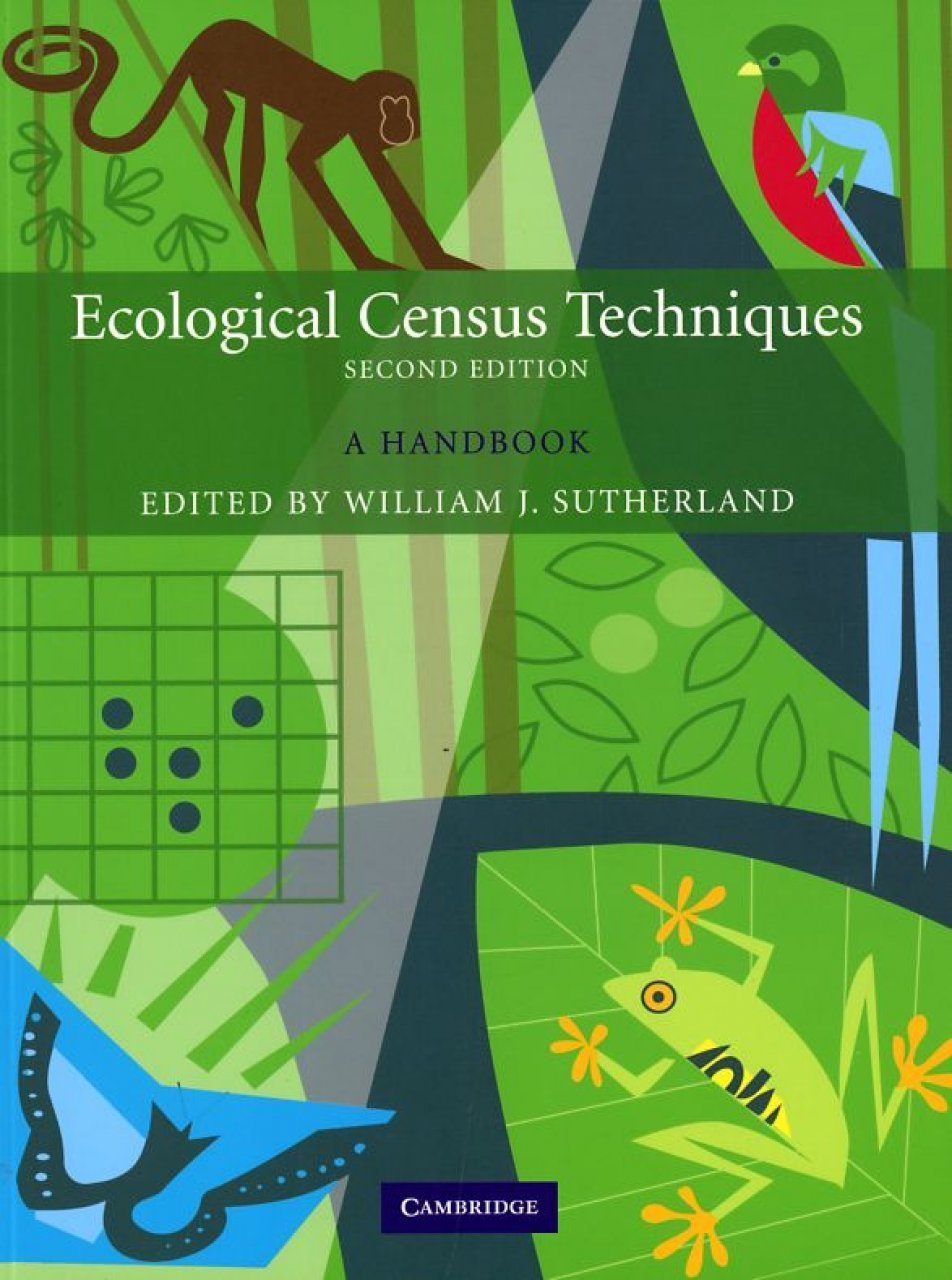 Ecological Census Techniques
SECOND EDITION
A HANDBOOK
EDITED BY WILLIAM J. SUTHERLAND
CAMBRIDGE